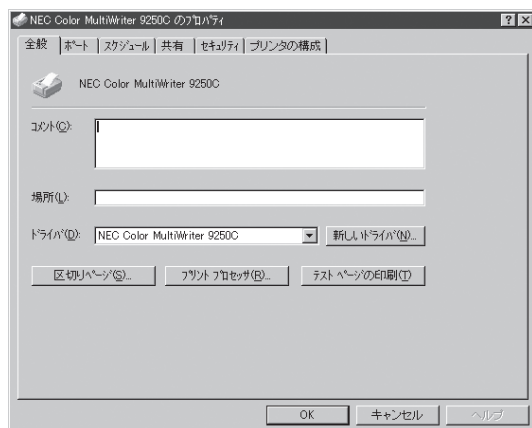 NEC Color MultiWriter 9250C のプロパティ
全般 ポート スケジュール 共有 セキュリティ プリンタの構成
NEC Color MultiWriter 9250C
コメント(C):
場所(L):
ドライバ(D): NEC Color MultiWriter 9250C 新しいドライバ(N)...
区切りページ(S)... プリント プロセッサ(R)... テスト ページの印刷(T)
OK キャンセル ヘルプ